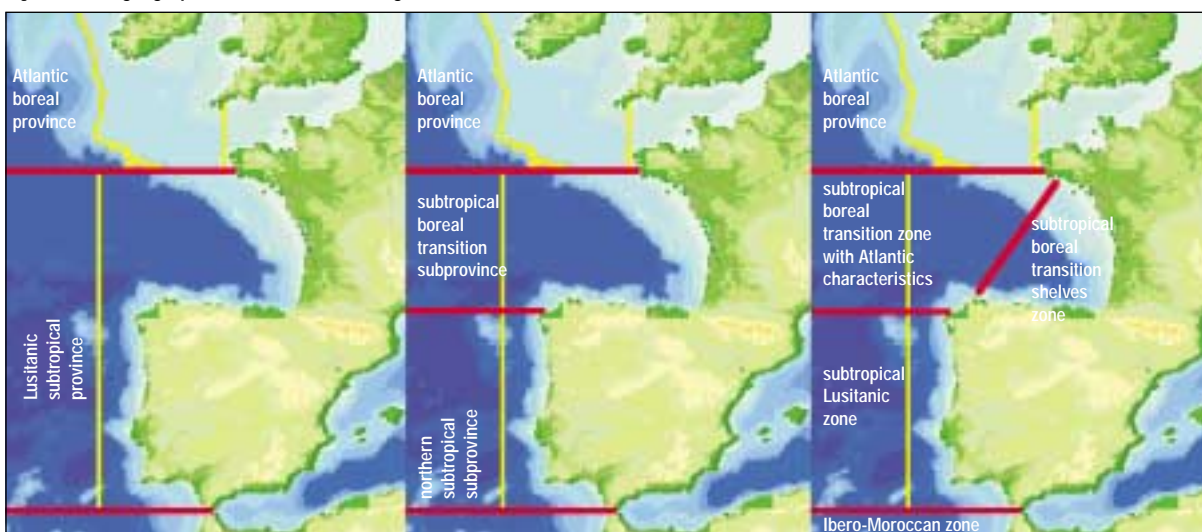 Atlantic
boreal
province
Lusitanic
subtropical
province
Atlantic
boreal
province
subtropical
boreal
transition
subprovince
northern
subtropical
subprovince
Atlantic
boreal
province
subtropical
boreal
transition zone
with Atlantic
characteristics
subtropical
boreal
transition
shelves
zone
subtropical
Lusitanic
zone
Ibero-Moroccan zone